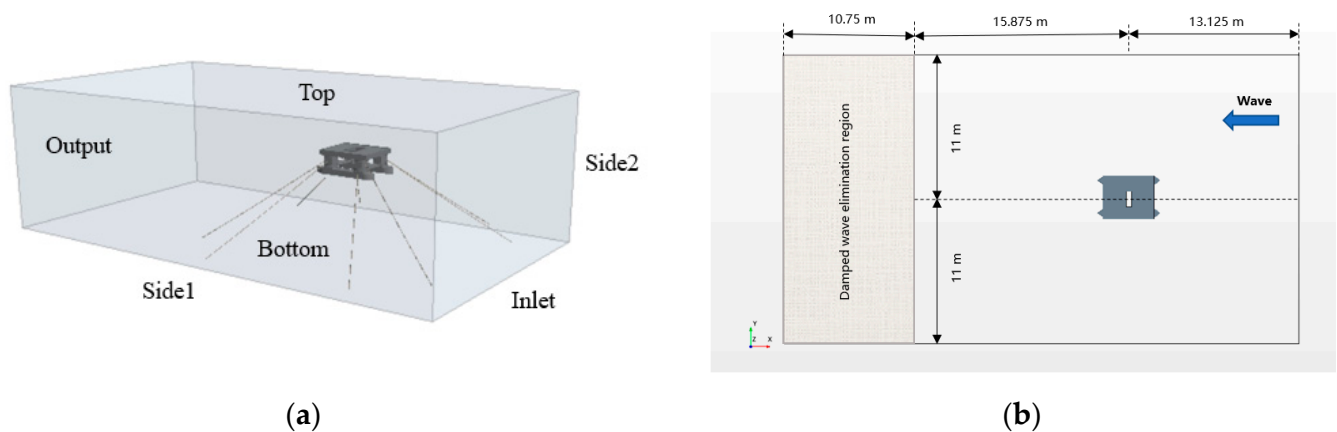 Top
Output
Side2
Bottom
Side1
Inlet
(a)
10.75 m
15.875 m
13.125 m
Wave
11 m
Damped wave elimination region
11 m
Y
Z
X
(b)